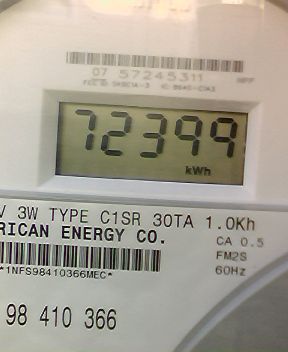 07 57245311
72399
kWh
V 3W TYPE C1SR 30TA 1.0Kh
RICAN ENERGY CO.
CA 0.5
FM2S
*1NFS98410366MEC*
60Hz
98 410 366